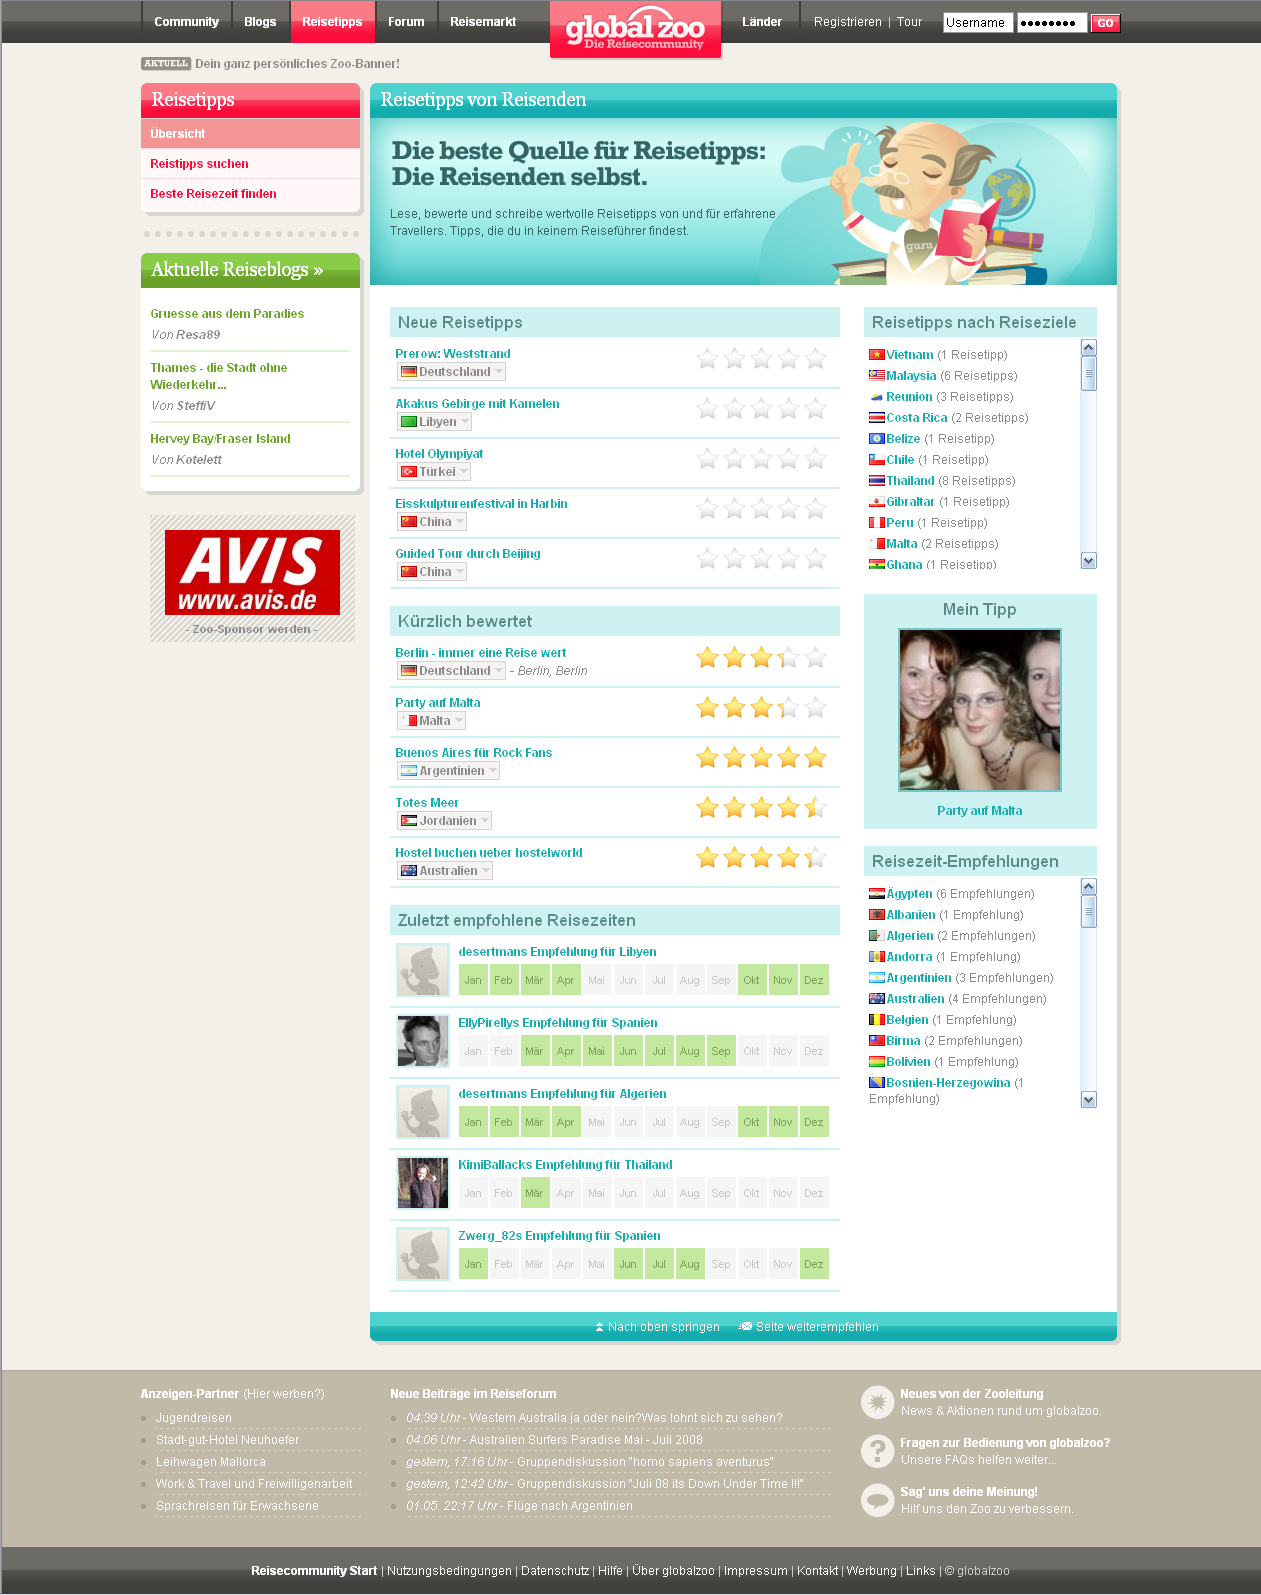 Community
Blogs
Reisetipps
Forum
Reisemarkt
global zoo
Die Reisecommunity
Länder
Registrieren | Tour
Username
••••••••
GO
AKTUELL Dein ganz persönliches Zoo-Banner!
Reisetipps
Übersicht
Reistipps suchen
Beste Reisezeit finden
Aktuelle Reiseblogs »
Gruesse aus dem Paradies
Von Resa89
Thames - die Stadt ohne
Wiederkehr...
Von SteffiV
Hervey Bay/Fraser Island
Von Kotelett
AVIS
www.avis.de
- Zoo-Sponsor werden -
Reisetipps von Reisenden
Die beste Quelle für Reisetipps:
Die Reisenden selbst.
Lese, bewerte und schreibe wertvolle Reisetipps von und für erfahrene
Travellers. Tipps, die du in keinem Reiseführer findest.
guru
Neue Reisetipps
Prerow: Weststrand
Deutschland
Akakus Gebirge mit Kamelen
Libyen
Hotel Olympiyat
Türkei
Eisskulpturenfestival in Harbin
China
Guided Tour durch Beijing
China
Kürzlich bewertet
Berlin - immer eine Reise wert
Deutschland - Berlin, Berlin
Party auf Malta
Malta
Buenos Aires für Rock Fans
Argentinien
Totes Meer
Jordanien
Hostel buchen ueber hostelworld
Australien
Zuletzt empfohlene Reisezeiten
desertmans Empfehlung für Libyen
Jan Feb Mär Apr Mai Jun Jul Aug Sep Okt Nov Dez
EllyPirellys Empfehlung für Spanien
Jan Feb Mär Apr Mai Jun Jul Aug Sep Okt Nov Dez
desertmans Empfehlung für Algerien
Jan Feb Mär Apr Mai Jun Jul Aug Sep Okt Nov Dez
KimiBallacks Empfehlung für Thailand
Jan Feb Mär Apr Mai Jun Jul Aug Sep Okt Nov Dez
Zwerg_82s Empfehlung für Spanien
Jan Feb Mär Apr Mai Jun Jul Aug Sep Okt Nov Dez
Reisetipps nach Reiseziele
Vietnam (1 Reisetipp)
Malaysia (6 Reisetipps)
Reunion (3 Reisetipps)
Costa Rica (2 Reisetipps)
Belize (1 Reisetipp)
Chile (1 Reisetipp)
Thailand (8 Reisetipps)
Gibraltar (1 Reisetipp)
Peru (1 Reisetipp)
Malta (2 Reisetipps)
Ghana (1 Reisetipp)
Mein Tipp
Party auf Malta
Reisezeit-Empfehlungen
Ägypten (6 Empfehlungen)
Albanien (1 Empfehlung)
Algerien (2 Empfehlungen)
Andorra (1 Empfehlung)
Argentinien (3 Empfehlungen)
Australien (4 Empfehlungen)
Belgien (1 Empfehlung)
Birma (2 Empfehlungen)
Bolivien (1 Empfehlung)
Bosnien-Herzegowina (1
Empfehlung)
Nach oben springen
Seite weiterempfehlen
Anzeigen-Partner (Hier werben?)
Jugendreisen
Stadt-gut-Hotel Neuhoefer
Leihwagen Mallorca
Work & Travel und Freiwilligenarbeit
Sprachreisen für Erwachsene
Neue Beiträge im Reiseforum
04:39 Uhr - Western Australia ja oder nein?Was lohnt sich zu sehen?
04:06 Uhr - Australien Surfers Paradise Mai - Juli 2008
gestern, 17:16 Uhr - Gruppendiskussion "homo sapiens aventurus"
gestern, 12:42 Uhr - Gruppendiskussion "Juli 08 its Down Under Time !!!"
01.05. 22:17 Uhr - Flüge nach Argentinien
Neues von der Zooleitung
News & Aktionen rund um globalzoo.
?
Fragen zur Bedienung von globalzoo?
Unsere FAQs helfen weiter...
Sag' uns deine Meinung!
Hilf uns den Zoo zu verbessern.
Reisecommunity Start | Nutzungsbedingungen | Datenschutz | Hilfe | Über globalzoo | Impressum | Kontakt | Werbung | Links | © globalzoo